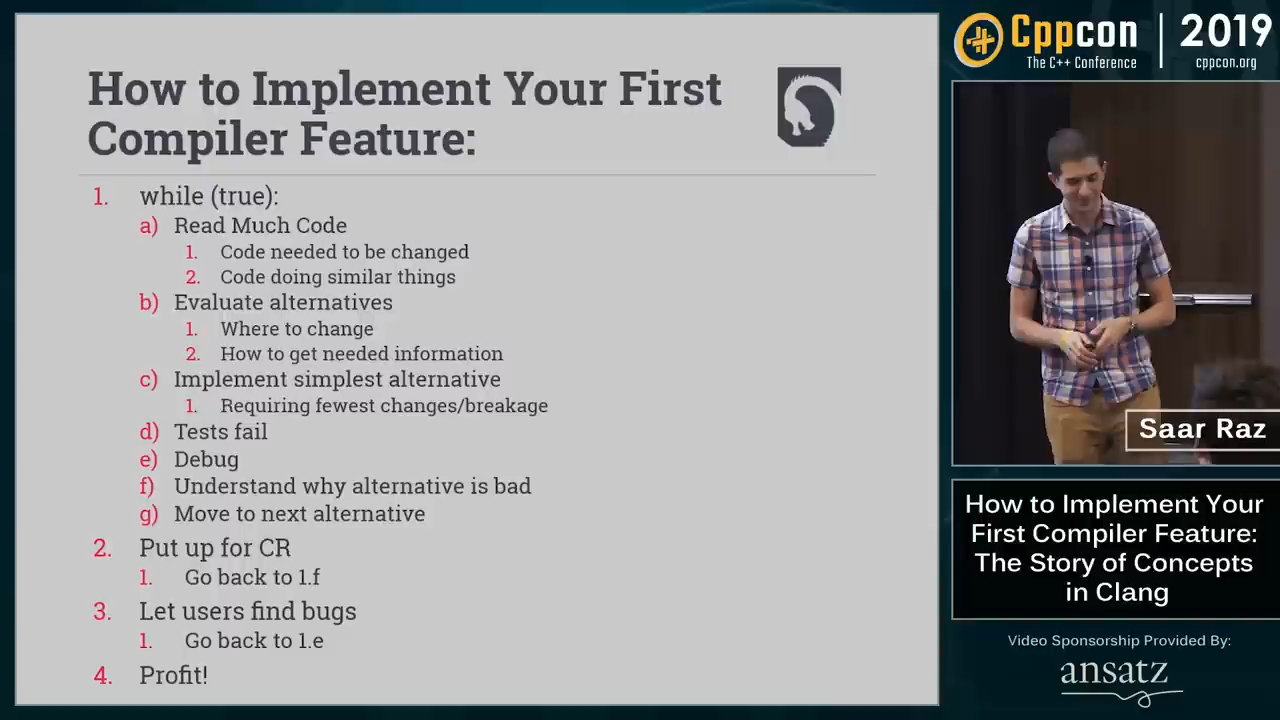 How to Implement Your First
Compiler Feature:
1. while (true):
a) Read Much Code
1. Code needed to be changed
2. Code doing similar things
b) Evaluate alternatives
1. Where to change
2. How to get needed information
c) Implement simplest alternative
1. Requiring fewest changes/breakage
d) Tests fail
e) Debug
f) Understand why alternative is bad
g) Move to next alternative
2. Put up for CR
1. Go back to 1.f
3. Let users find bugs
1. Go back to 1.e
4. Profit!
Cppcon | 2019
The C++ Conference cppcon.org
Saar Raz
How to Implement Your
First Compiler Feature:
The Story of Concepts
in Clang
Video Sponsorship Provided By:
ansatz